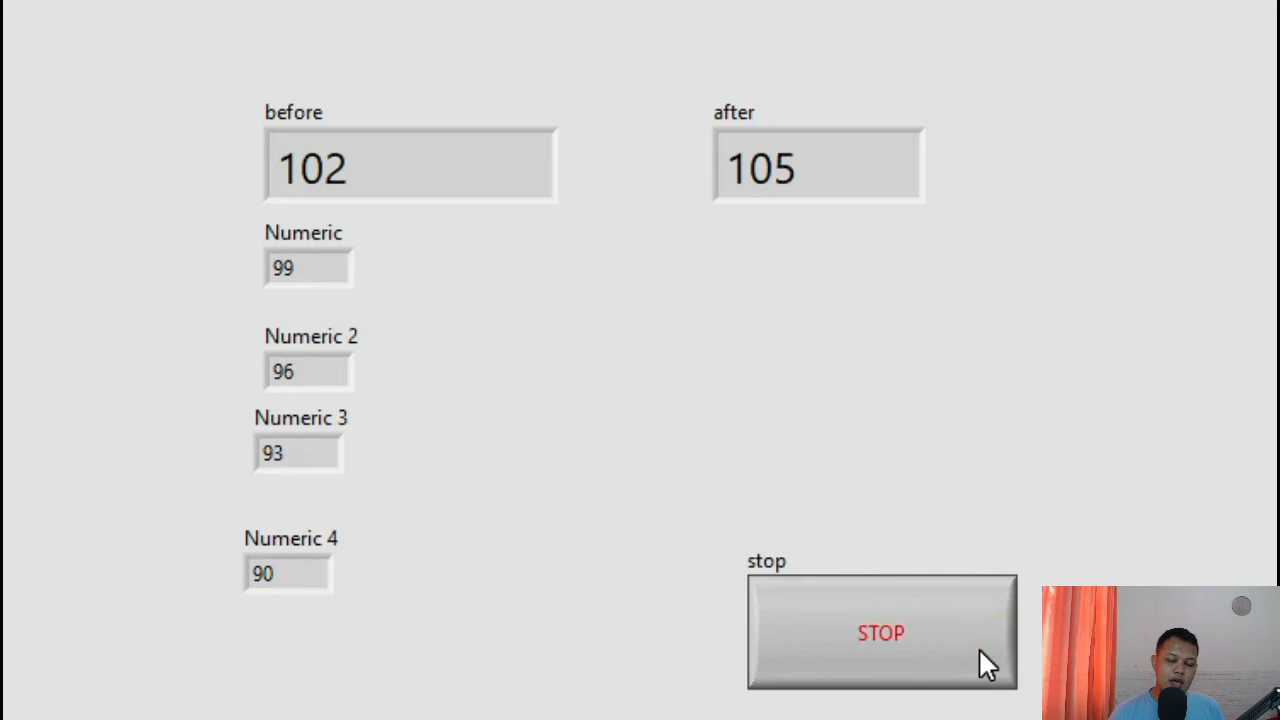 before
102
after
105
Numeric
99
Numeric 2
96
Numeric 3
93
Numeric 4
90
stop
STOP